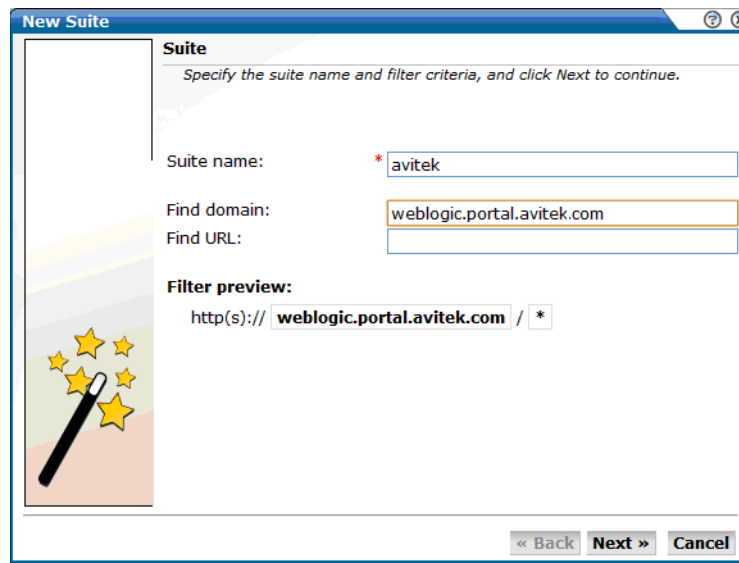 New Suite ?
Suite
Specify the suite name and filter criteria, and click Next to continue.
Suite name: * avitek
Find domain: weblogic.portal.avitek.com
Find URL:
Filter preview:
http(s):// weblogic.portal.avitek.com / *
« Back Next » Cancel